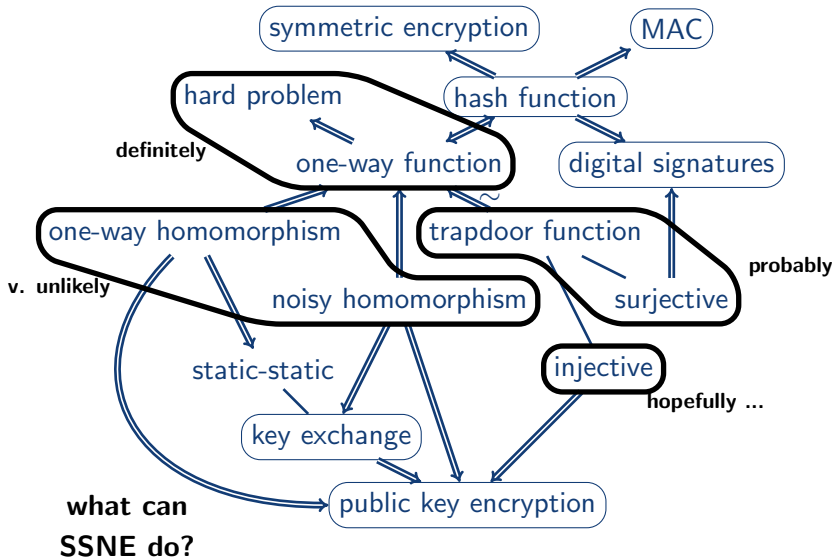 symmetric encryption
MAC
hard problem
hash function
definitely
one-way function
digital signatures
~
one-way homomorphism
trapdoor function
probably
v. unlikely
noisy homomorphism
surjective
static-static
injective
hopefully ...
key exchange
public key encryption
what can
SSNE do?